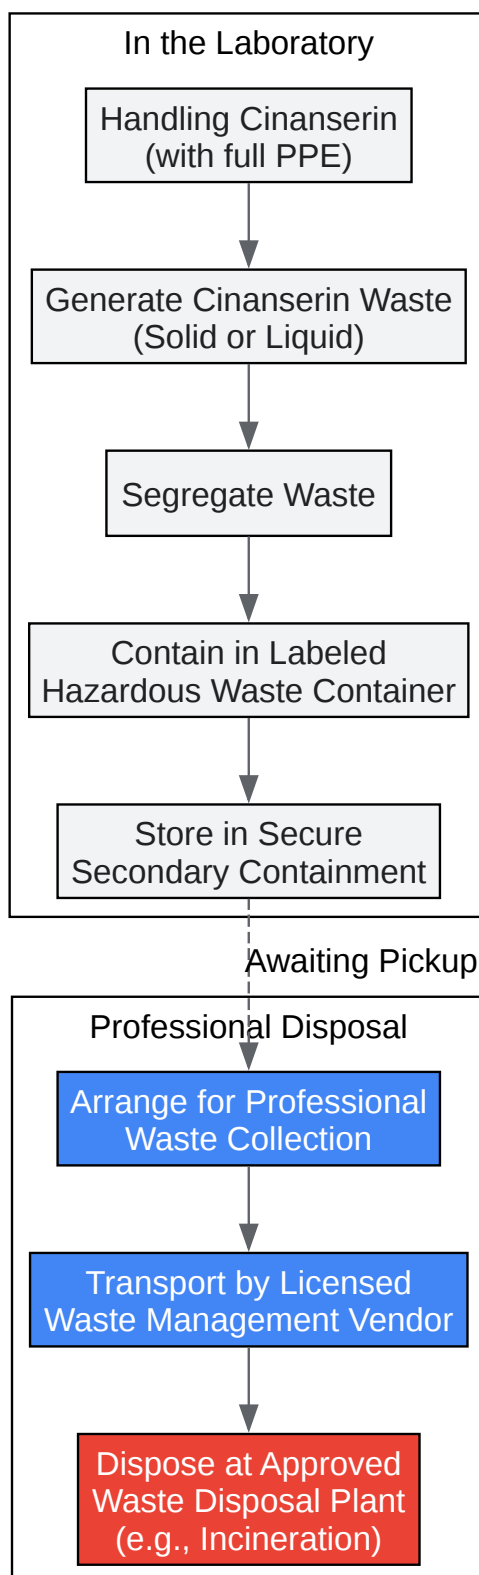 In the Laboratory
Handling Cinanserin
(with full PPE)
Generate Cinanserin Waste
(Solid or Liquid)
Segregate Waste
Contain in Labeled
Hazardous Waste Container
Store in Secure
Secondary Containment
Awaiting Pickup
Professional Disposal
Arrange for Professional
Waste Collection
Transport by Licensed
Waste Management Vendor
Dispose at Approved
Waste Disposal Plant
(e.g., Incineration)